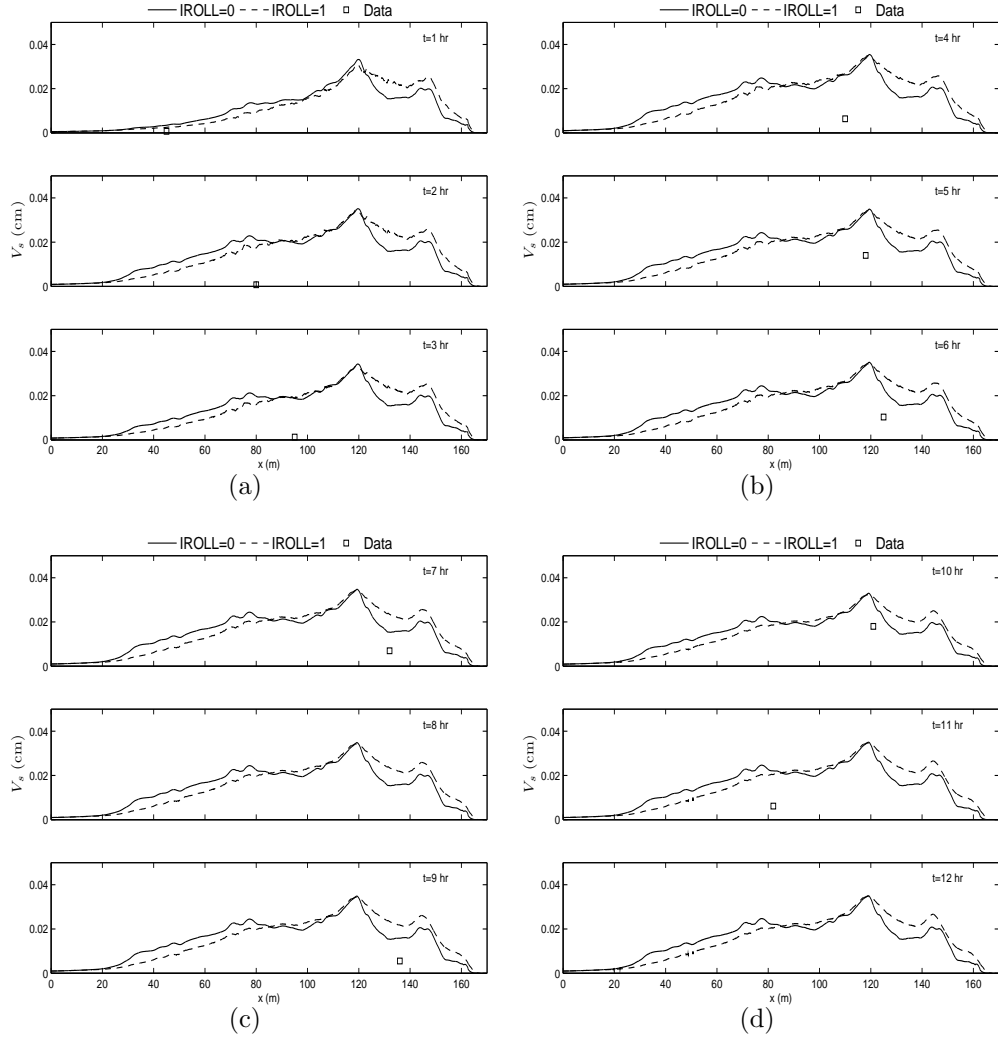 IROLL=0 IROLL=1 Data
t=1 hr
0.04
0.02
0
t=2 hr
0.04
0.02
0
V_s (cm)
t=3 hr
0.04
0.02
0
0 20 40 60 80 100 120 140 160
x (m)
(a)
IROLL=0 IROLL=1 Data
t=4 hr
0.04
0.02
0
t=5 hr
0.04
0.02
0
V_s (cm)
t=6 hr
0.04
0.02
0
0 20 40 60 80 100 120 140 160
x (m)
(b)
IROLL=0 IROLL=1 Data
t=7 hr
0.04
0.02
0
t=8 hr
0.04
0.02
0
V_s (cm)
t=9 hr
0.04
0.02
0
0 20 40 60 80 100 120 140 160
x (m)
(c)
IROLL=0 IROLL=1 Data
t=10 hr
0.04
0.02
0
t=11 hr
0.04
0.02
0
V_s (cm)
t=12 hr
0.04
0.02
0
0 20 40 60 80 100 120 140 160
x (m)
(d)